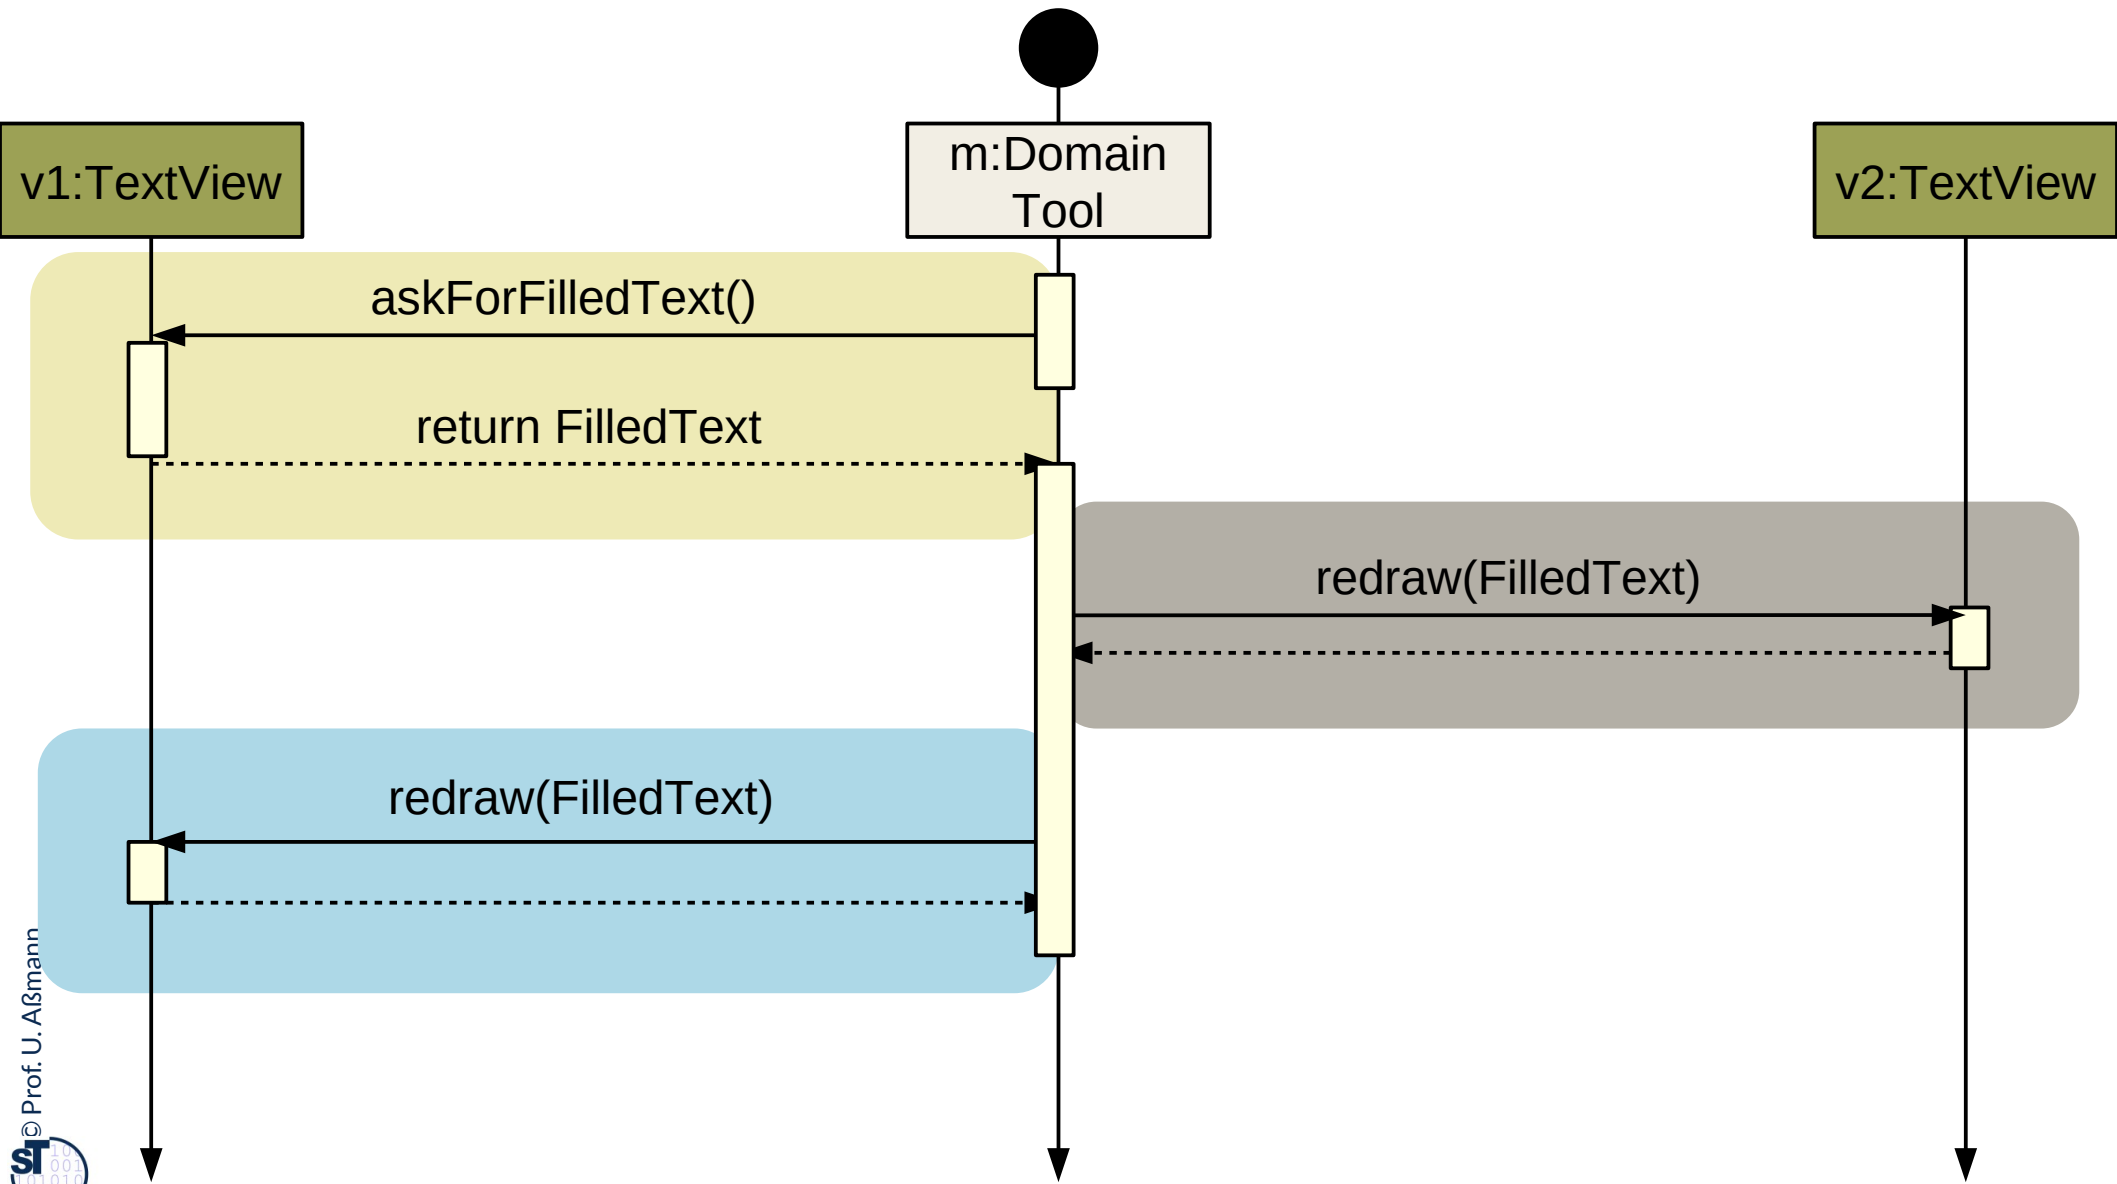 v1:TextView
m:Domain
Tool
v2:TextView
askForFilledText()
return FilledText
redraw(FilledText)
redraw(FilledText)
© Prof. U. Aßmann
ST